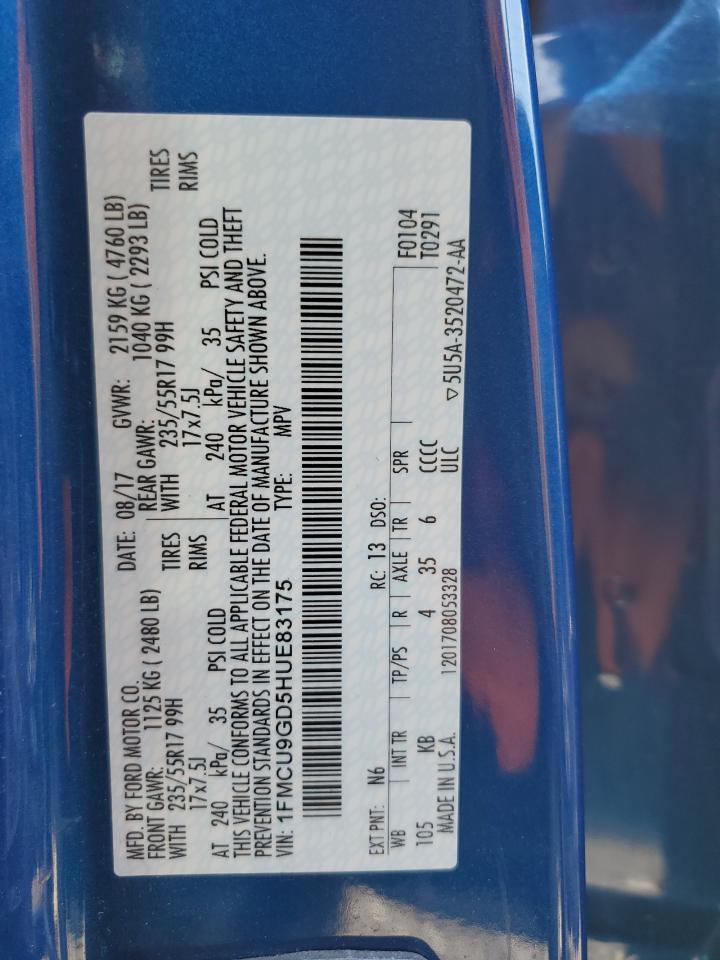 MFD. BY FORD MOTOR CO. DATE: 08/17 GVWR: 2159 KG ( 4760 LB)
FRONT GAWR: 1125 KG ( 2480 LB) REAR GAWR: 1040 KG ( 2293 LB)
WITH 235/55R17 99H TIRES WITH 235/55R17 99H TIRES
17x7.5J RIMS 17x7.5J RIMS
AT 240 kPa/ 35 PSI COLD AT 240 kPa/ 35 PSI COLD
THIS VEHICLE CONFORMS TO ALL APPLICABLE FEDERAL MOTOR VEHICLE SAFETY AND THEFT
PREVENTION STANDARDS IN EFFECT ON THE DATE OF MANUFACTURE SHOWN ABOVE.
VIN: 1FMCU9GD5HUE83175 TYPE: MPV
EXT PNT: N6 RC: 13 DSO:
WB INT TR TP/PS R AXLE TR SPR F0104
105 KB 4 35 6 CCCC T0291
MADE IN U.S.A. 1201708053328 ULC ▽5U5A-3520472-AA